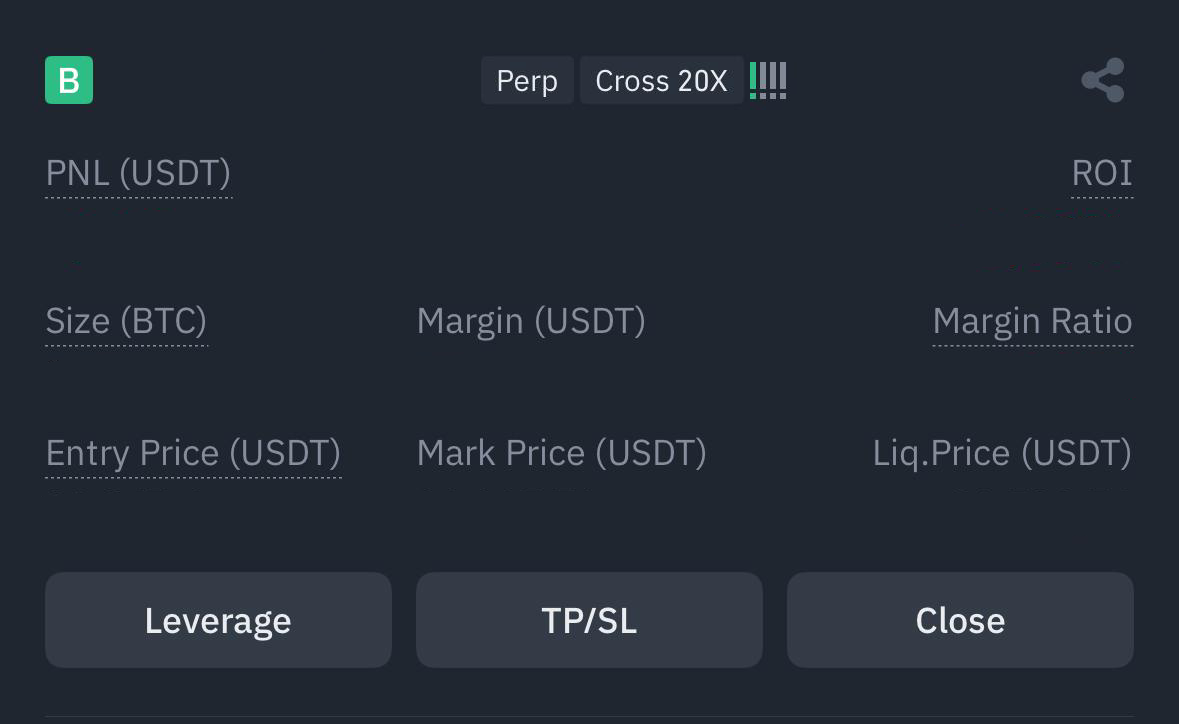 B Perp Cross 20X
PNL (USDT) ROI
Size (BTC) Margin (USDT) Margin Ratio
Entry Price (USDT) Mark Price (USDT) Liq.Price (USDT)
Leverage TP/SL Close